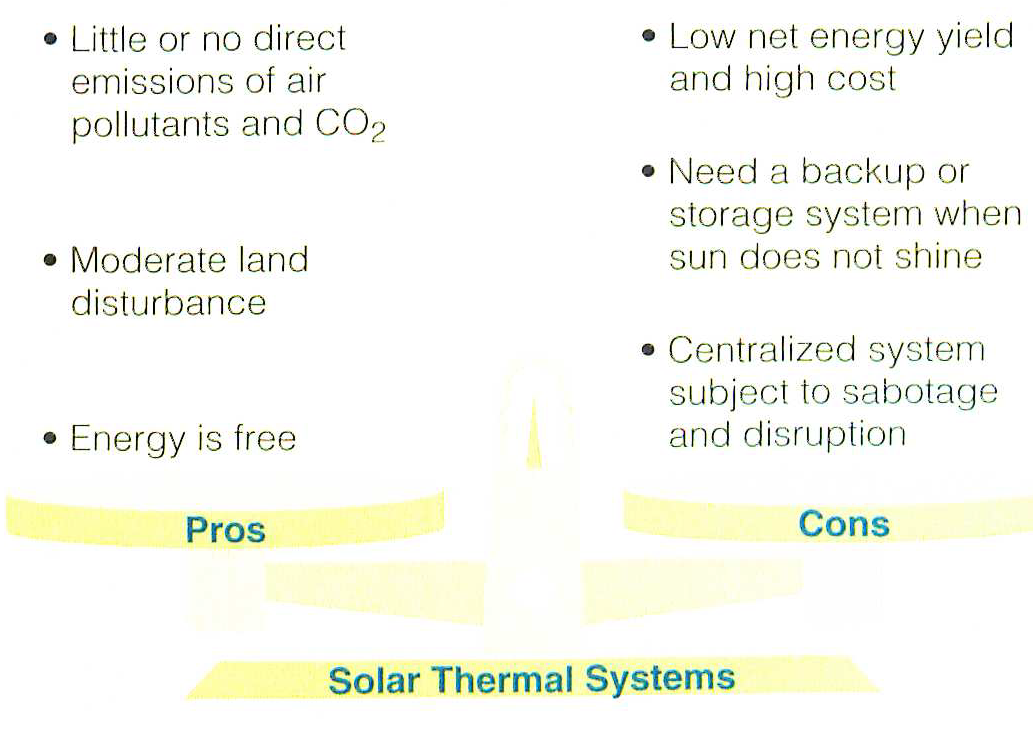 • Little or no direct
emissions of air
pollutants and CO₂
• Moderate land
disturbance
• Energy is free
Pros
• Low net energy yield
and high cost
• Need a backup or
storage system when
sun does not shine
• Centralized system
subject to sabotage
and disruption
Cons
Solar Thermal Systems